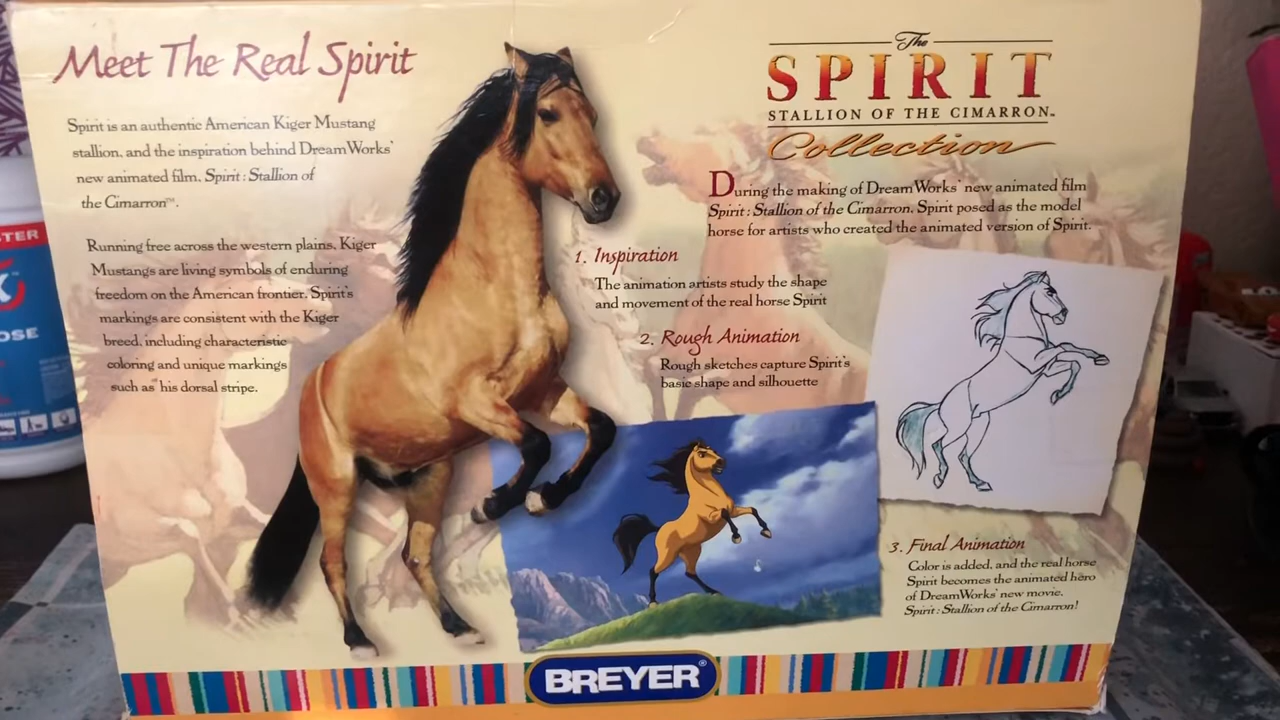 Meet The Real Spirit
Spirit is an authentic American Kiger Mustang
stallion, and the inspiration behind DreamWorks'
new animated film, Spirit: Stallion of
the Cimarron™.
Running free across the western plains, Kiger
Mustangs are living symbols of enduring
freedom on the American frontier. Spirit's
markings are consistent with the Kiger
breed, including characteristic
coloring and unique markings
such as his dorsal stripe.
The
SPIRIT
STALLION OF THE CIMARRON™
Collection
During the making of DreamWorks' new animated film
Spirit: Stallion of the Cimarron, Spirit posed as the model
horse for artists who created the animated version of Spirit.
1. Inspiration
The animation artists study the shape
and movement of the real horse Spirit
2. Rough Animation
Rough sketches capture Spirit's
basic shape and silhouette
3. Final Animation
Color is added, and the real horse
Spirit becomes the animated hero
of DreamWorks' new movie,
Spirit: Stallion of the Cimarron!
BREYER®
TER
X
OSE